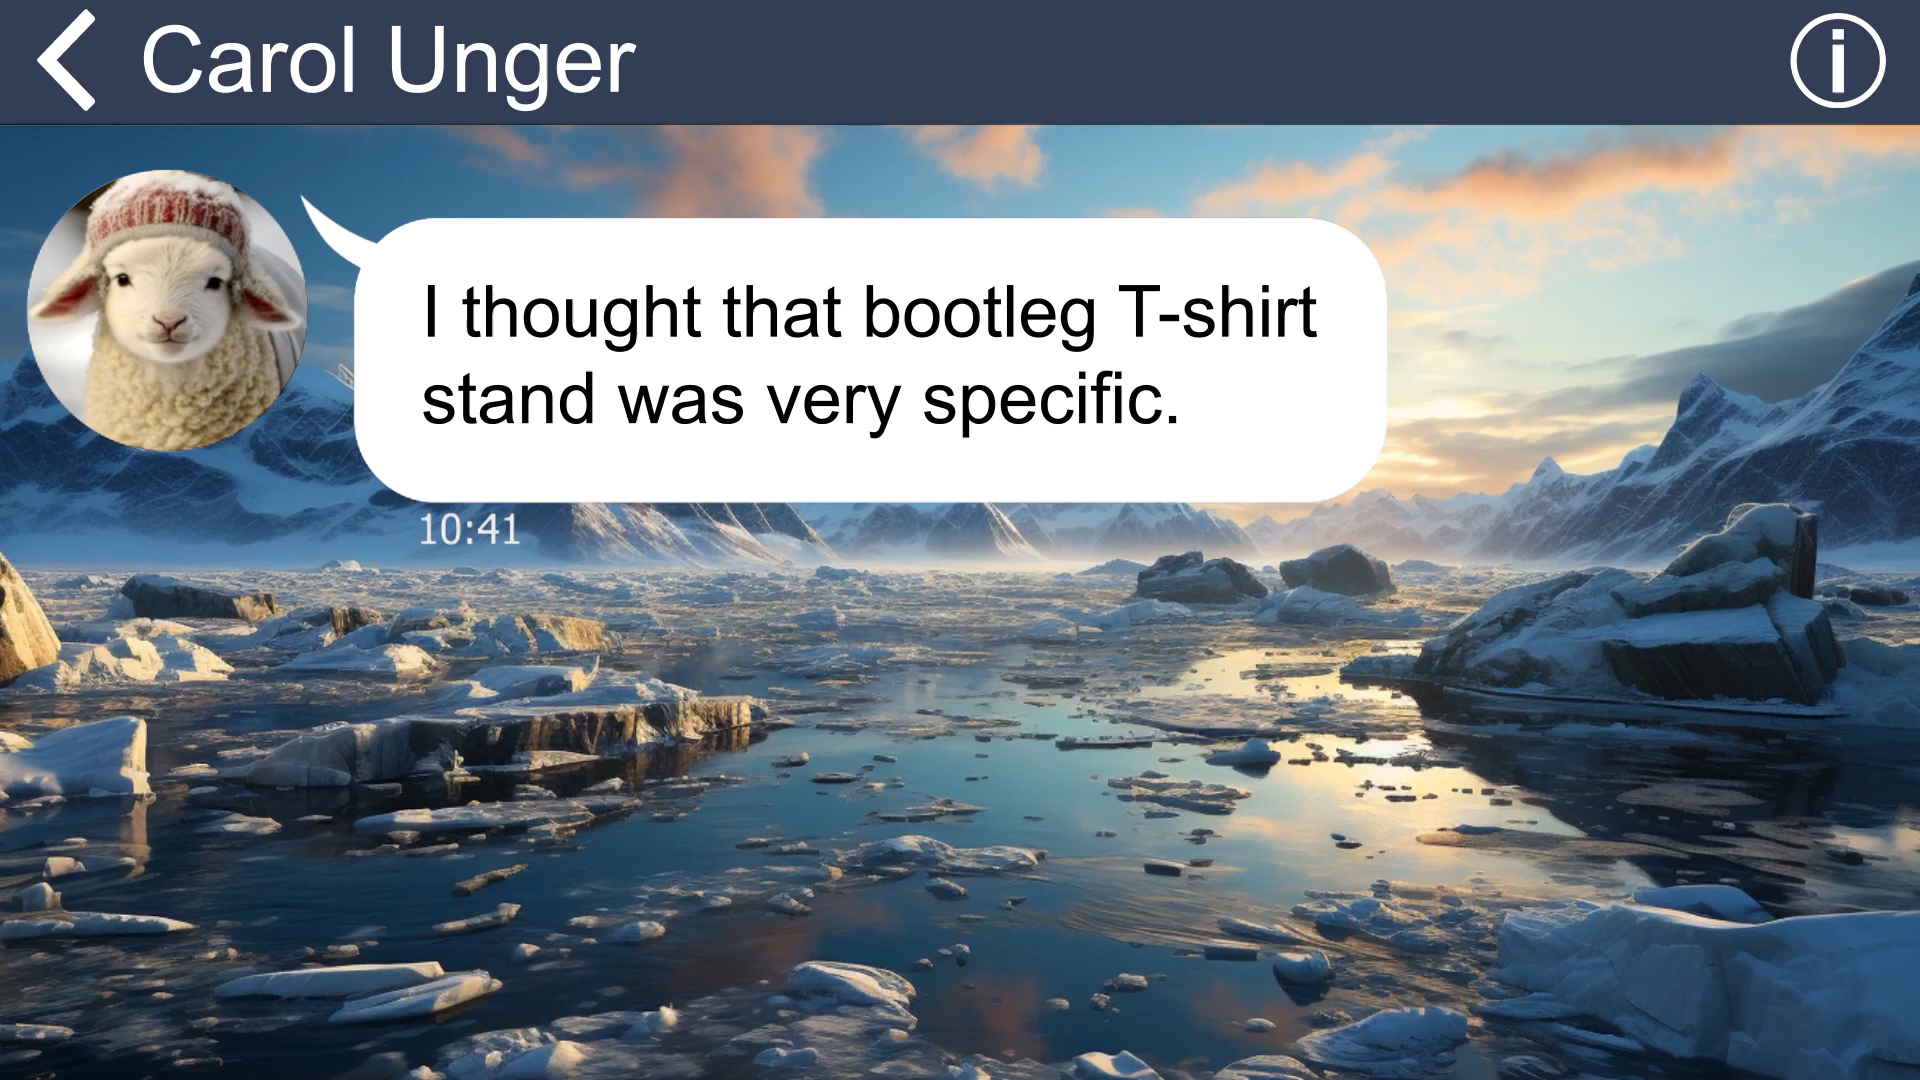 Carol Unger
I thought that bootleg T-shirt
stand was very specific.
10:41